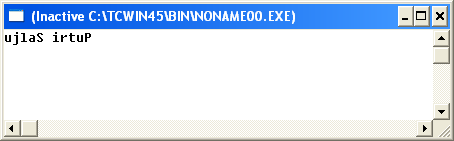 (Inactive C:\TCWIN45\BIN\NONAME00.EXE)
ujlaS irtuP